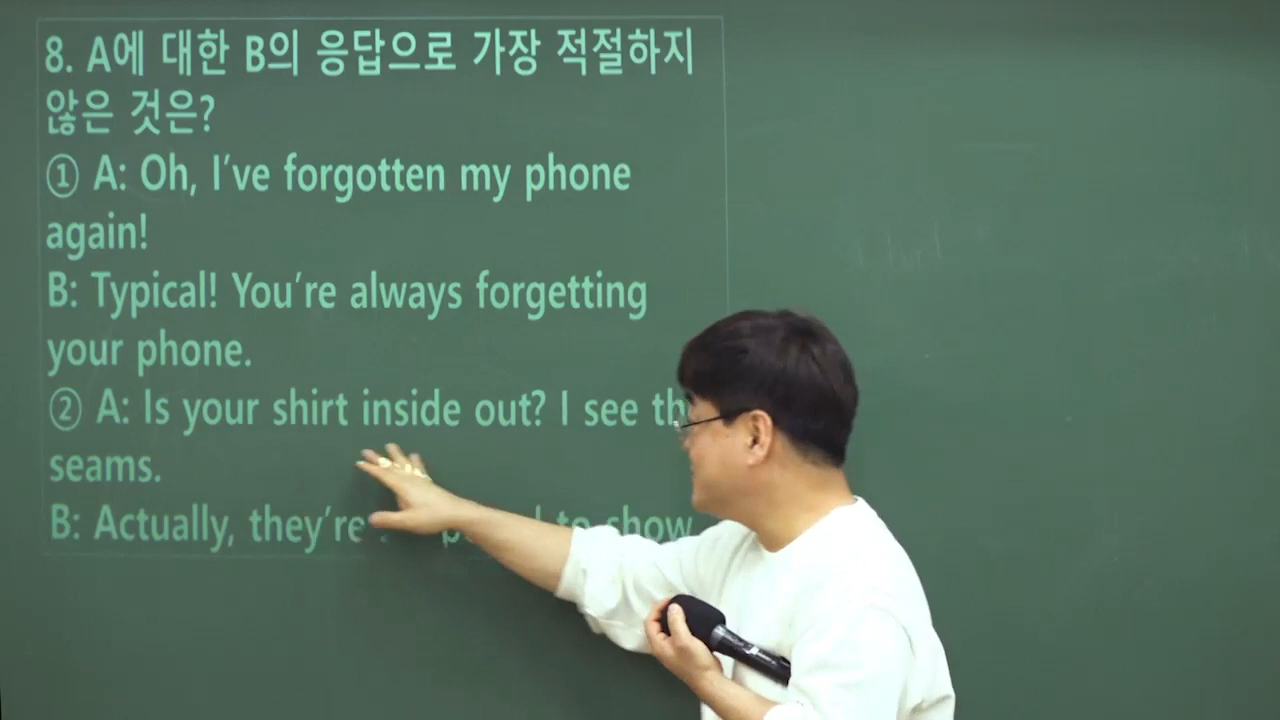 8. A에 대한 B의 응답으로 가장 적절하지
않은 것은?
① A: Oh, I've forgotten my phone
again!
B: Typical! You're always forgetting
your phone.
② A: Is your shirt inside out? I see
seams.
B: Actually, they're to show